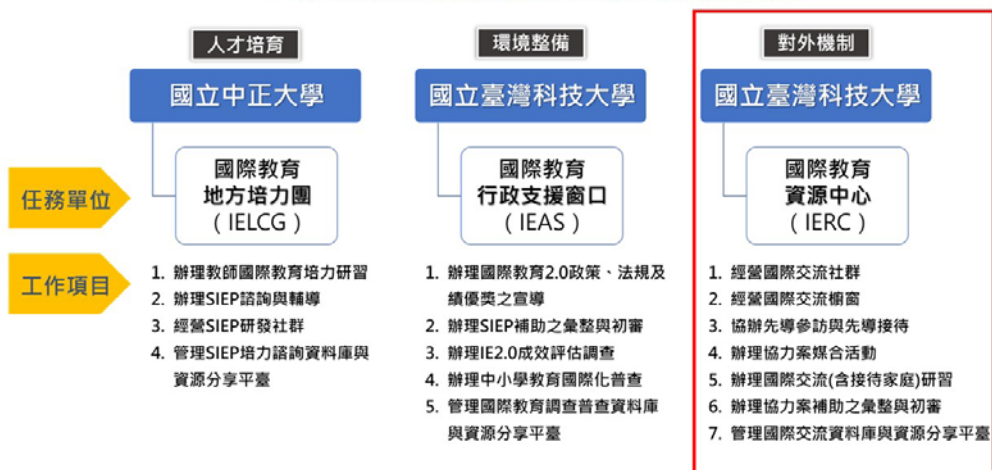 人才培育
國立中正大學
國際教育
地方培力團
（IELCG）
環境整備
國立臺灣科技大學
國際教育
行政支援窗口
（IEAS）
對外機制
國立臺灣科技大學
國際教育
資源中心
（IERC）
任務單位
工作項目
1. 辦理教師國際教育培力研習
2. 辦理SIEP諮詢與輔導
3. 經營SIEP研發社群
4. 管理SIEP培力諮詢資料庫與
資源分享平臺
1. 辦理國際教育2.0政策、法規及
績優獎之宣導
2. 辦理SIEP補助之彙整與初審
3. 辦理IE2.0成效評估調查
4. 辦理中小學教育國際化普查
5. 管理國際教育調查普查資料庫
與資源分享平臺
1. 經營國際交流社群
2. 經營國際交流櫥窗
3. 協辦先導參訪與先導接待
4. 辦理協力案媒合活動
5. 辦理國際交流(含接待家庭)研習
6. 辦理協力案補助之彙整與初審
7. 管理國際交流資料庫與資源分享平臺